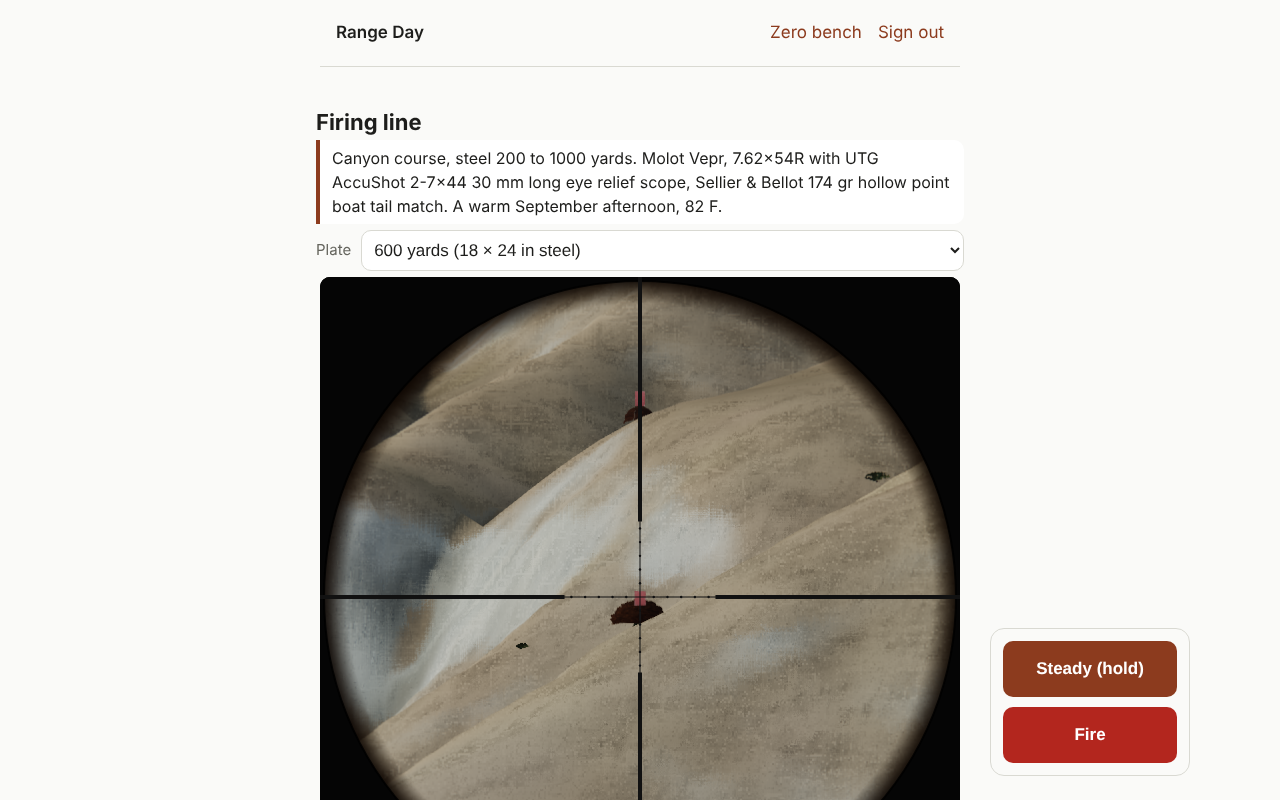 Range Day
Zero bench
Sign out
Firing line
Canyon course, steel 200 to 1000 yards. Molot Vepr, 7.62×54R with UTG
AccuShot 2-7×44 30 mm long eye relief scope, Sellier & Bellot 174 gr hollow point
boat tail match. A warm September afternoon, 82 F.
Plate
600 yards (18 × 24 in steel)
Steady (hold)
Fire